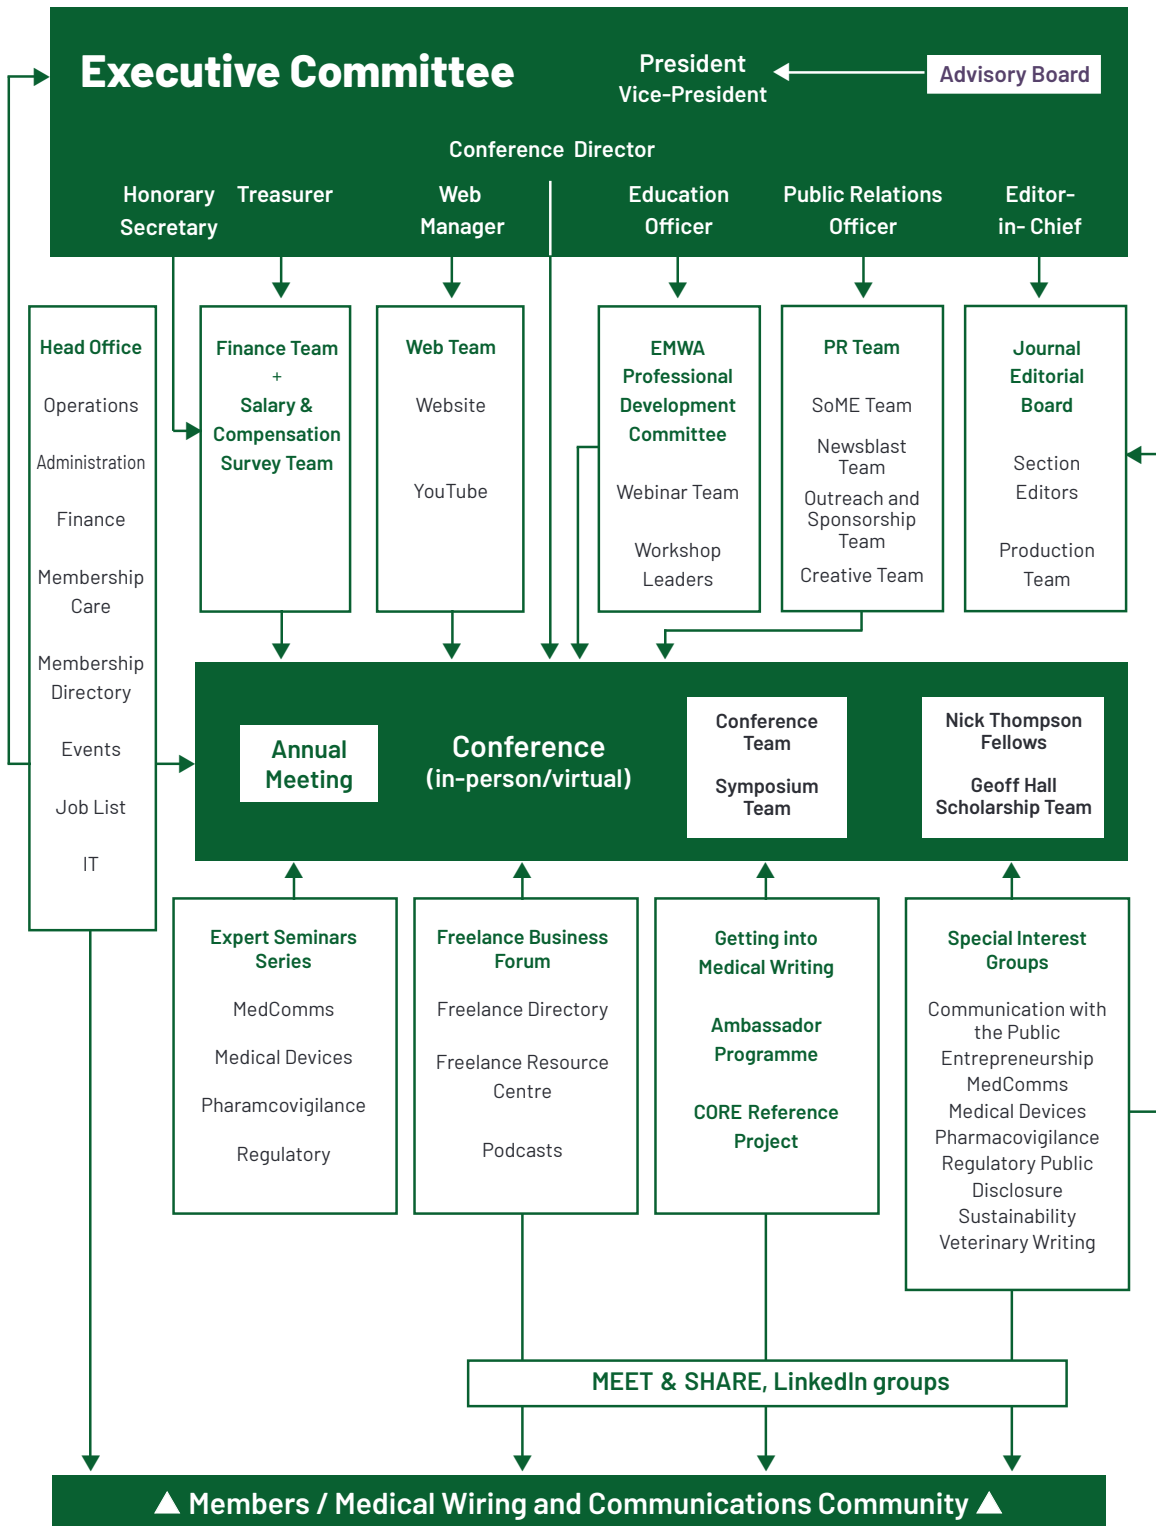 Executive Committee
President
Vice-President
Advisory Board
Conference Director
Honorary
Secretary
Treasurer
Web
Manager
Education
Officer
Public Relations
Officer
Editor-
in- Chief
Head Office
Operations
Administration
Finance
Membership
Care
Membership
Directory
Events
Job List
IT
Finance Team
+
Salary &
Compensation
Survey Team
Web Team
Website
YouTube
EMWA
Professional
Development
Committee
Webinar Team
Workshop
Leaders
PR Team
SoME Team
Newsblast
Team
Outreach and
Sponsorship
Team
Creative Team
Journal
Editorial
Board
Section
Editors
Production
Team
Annual
Meeting
Conference
(in-person/virtual)
Conference
Team
Symposium
Team
Nick Thompson
Fellows
Geoff Hall
Scholarship Team
Expert Seminars
Series
MedComms
Medical Devices
Pharamcovigilance
Regulatory
Freelance Business
Forum
Freelance Directory
Freelance Resource
Centre
Podcasts
Getting into
Medical Writing
Ambassador
Programme
CORE Reference
Project
Special Interest
Groups
Communication with
the Public
Entrepreneurship
MedComms
Medical Devices
Pharmacovigilance
Regulatory Public
Disclosure
Sustainability
Veterinary Writing
MEET & SHARE, LinkedIn groups
Members / Medical Wiring and Communications Community